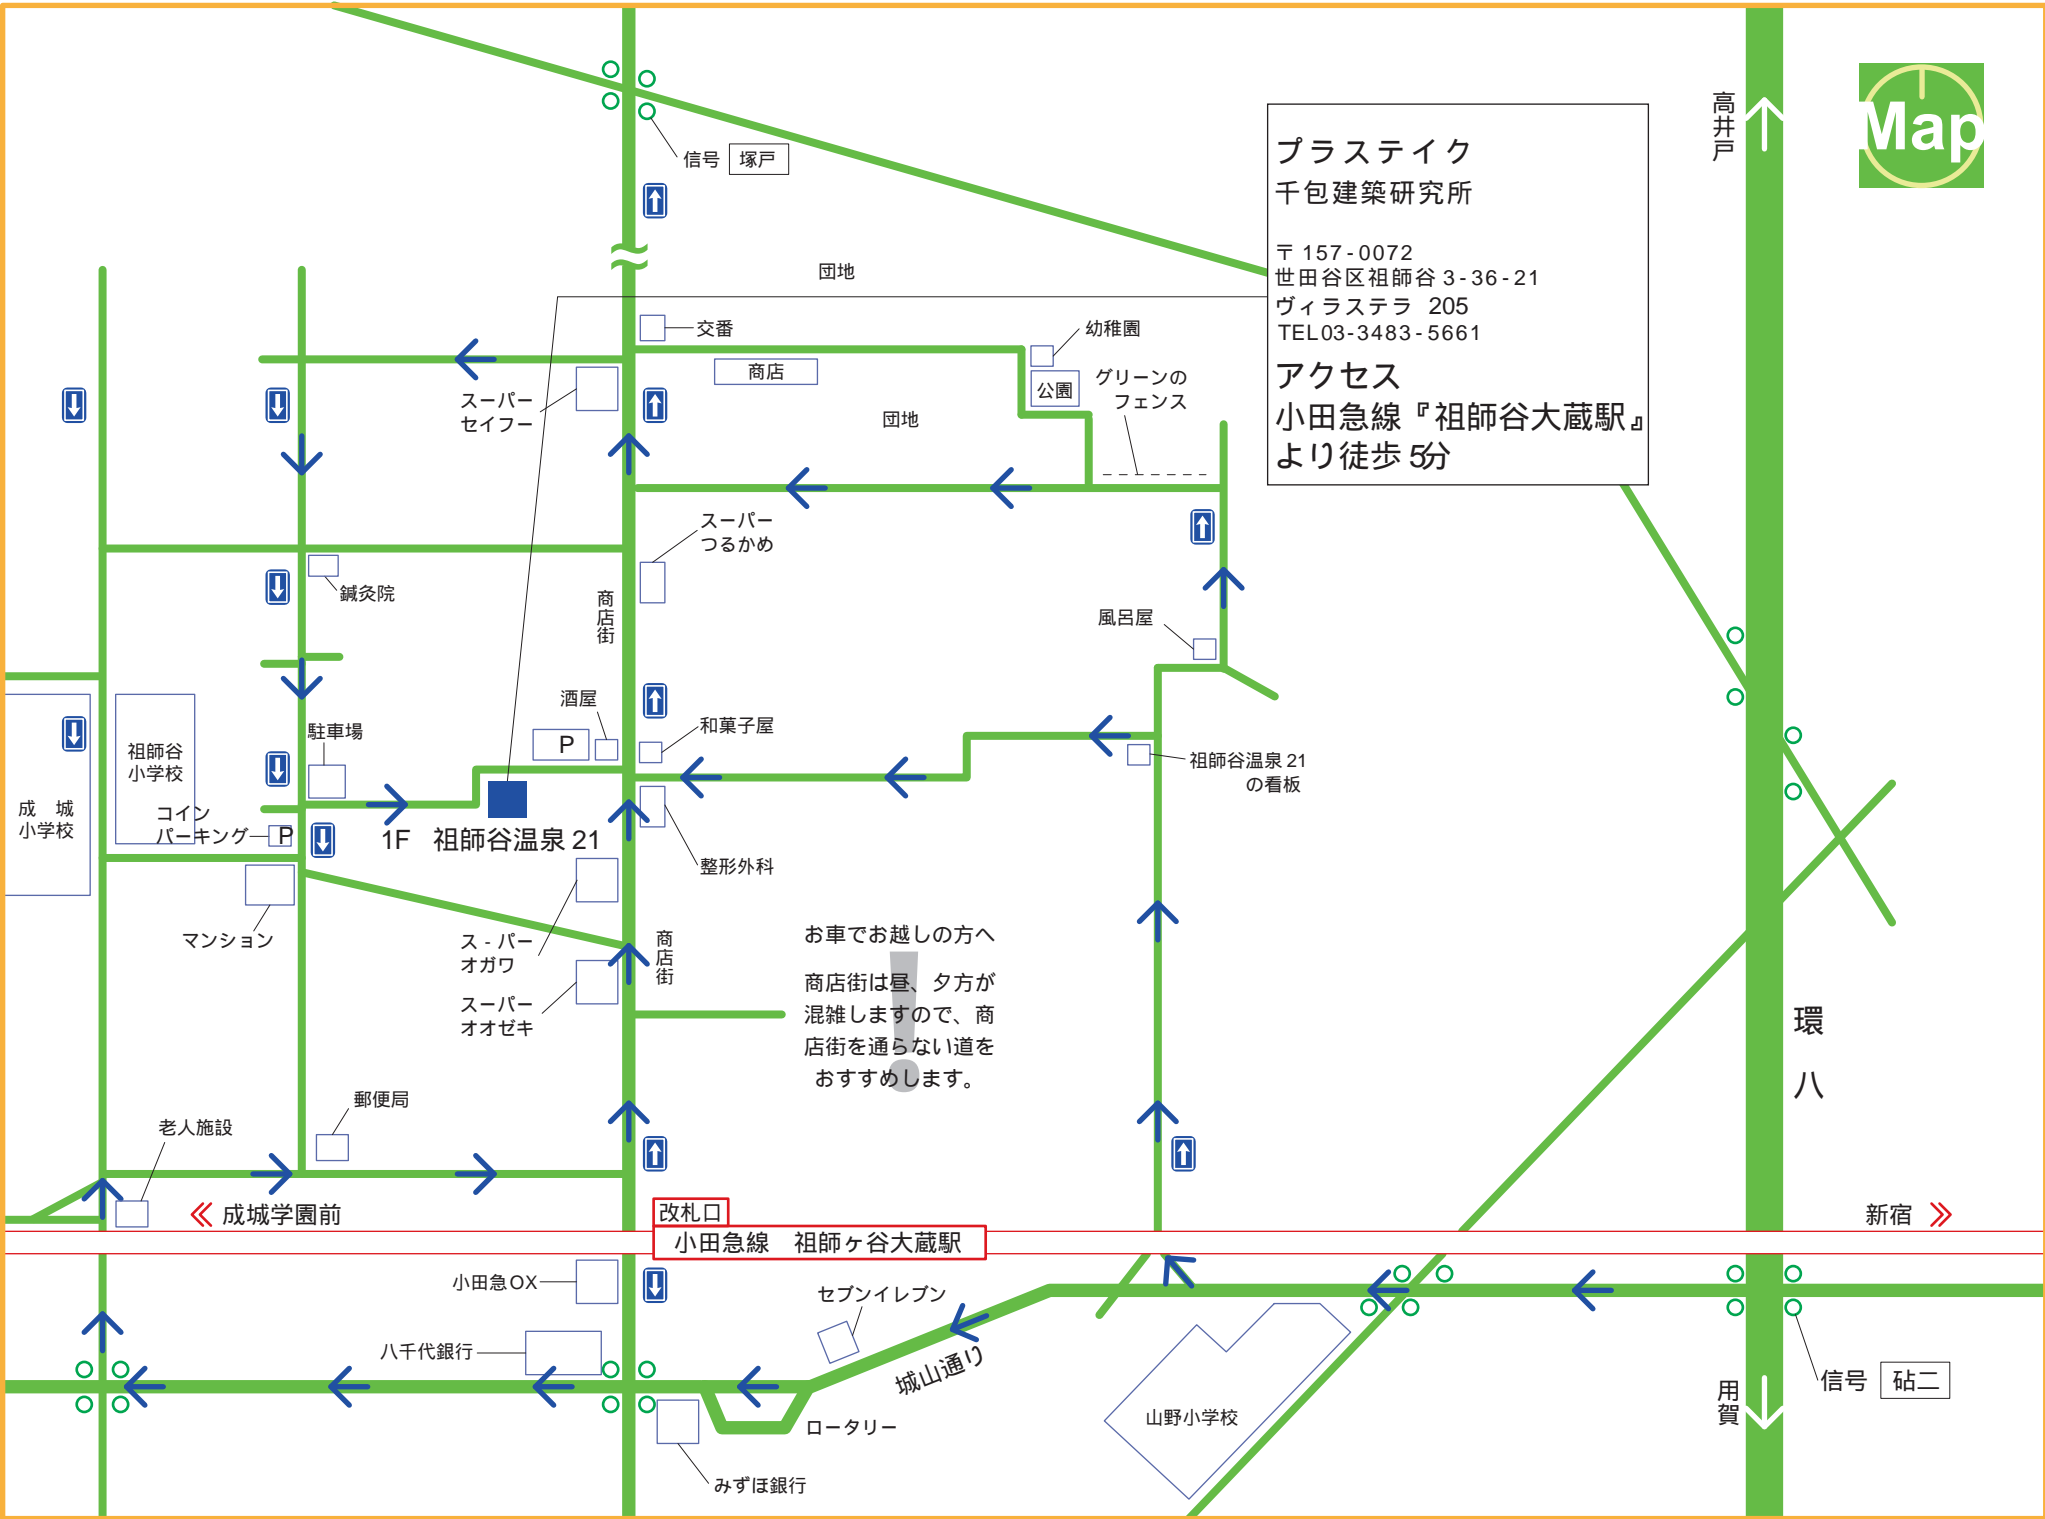 Map
高井戸
信号 塚戸
プラステイク
千包建築研究所
〒157-0072
世田谷区祖師谷 3-36-21
ヴィラステラ 205
TEL03-3483-5661
アクセス
小田急線『祖師谷大蔵駅』
より徒歩 5分
団地
交番
商店
幼稚園
公園
グリーンの
フェンス
スーパー
セイフー
団地
スーパー
つるかめ
鍼灸院
商店街
風呂屋
酒屋
P
和菓子屋
駐車場
祖師谷
小学校
成 城
小学校
コイン
パーキング
P
1F 祖師谷温泉 21
祖師谷温泉 21
の看板
整形外科
マンション
ス-パー
オガワ
商店街
スーパー
オオゼキ
お車でお越しの方へ
商店街は昼、夕方が
混雑しますので、商
店街を通らない道を
おすすめします。
!
環八
郵便局
老人施設
成城学園前
改札口
小田急線 祖師ヶ谷大蔵駅
新宿
小田急OX
セブンイレブン
八千代銀行
城山通り
ロータリー
みずほ銀行
山野小学校
用賀
信号 砧二